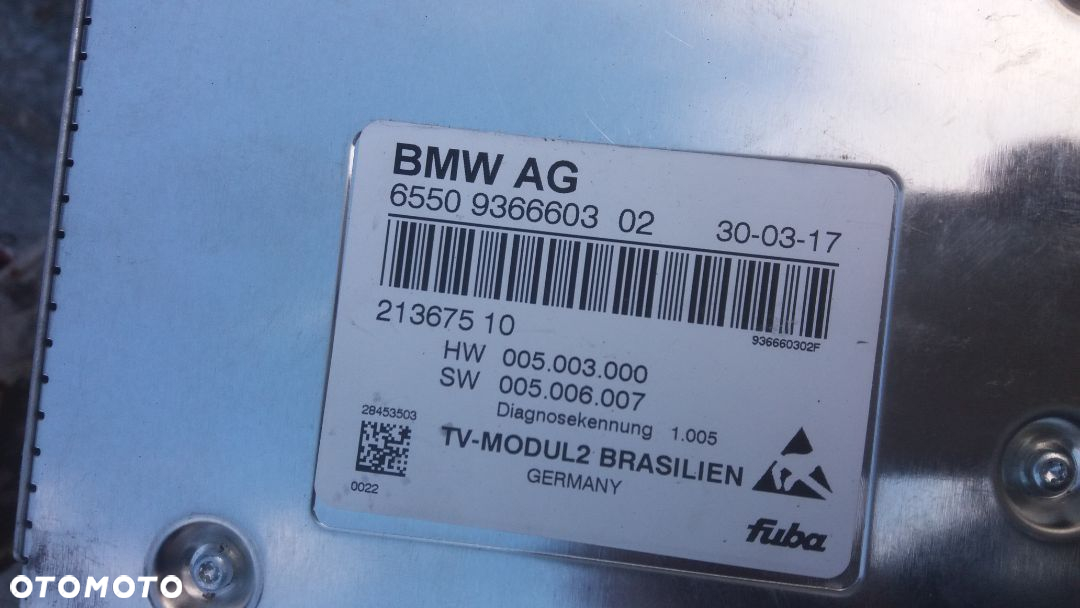 BMW AG
6550 9366603 02 30-03-17
213675 10
936660302F
HW 005.003.000
SW 005.006.007
Diagnosekennung 1.005
28453503
TV-MODUL2 BRASILIEN
GERMANY
0022
fuba
OTOMOTO